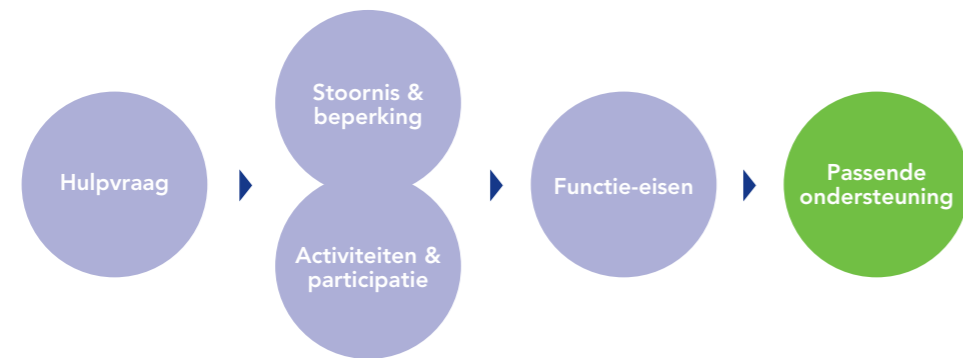 Hulpvraag
Stoornis &
beperking
Activiteiten &
participatie
Functie-eisen
Passende
ondersteuning